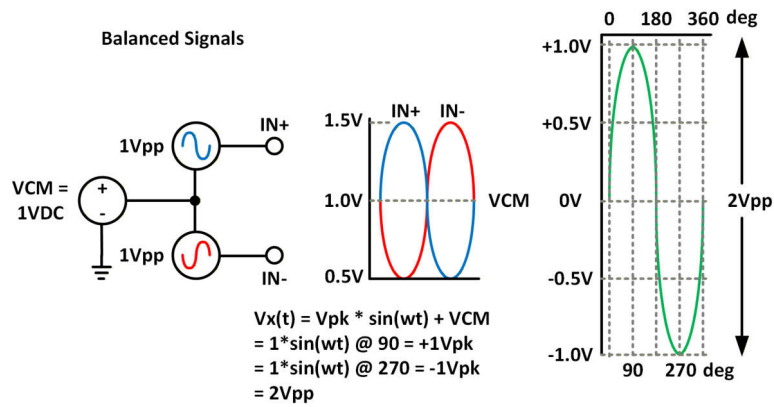 Balanced Signals
IN+
1Vpp
VCM =
1VDC
+
-
1Vpp
IN-
IN+ IN-
1.5V
1.0V
VCM
0.5V
Vx(t) = Vpk * sin(wt) + VCM
= 1*sin(wt) @ 90 = +1Vpk
= 1*sin(wt) @ 270 = -1Vpk
= 2Vpp
0 180 360 deg
+1.0V
+0.5V
0V
2Vpp
-0.5V
-1.0V
90 270 deg